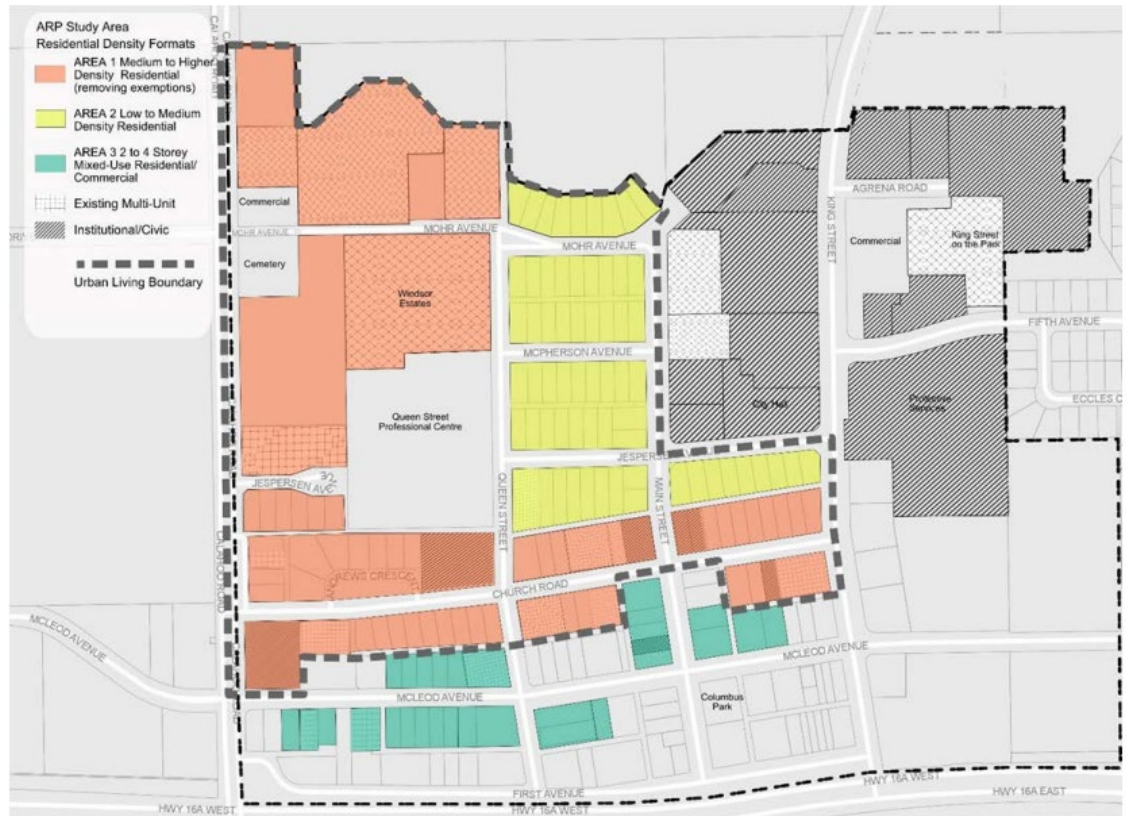 ARP Study Area
Residential Density Formats
AREA 1 Medium to Higher
Density Residential
(removing exemptions)
AREA 2 Low to Medium
Density Residential
AREA 3 2 to 4 Storey
Mixed-Use Residential/
Commercial
Existing Multi-Unit
Institutional/Civic
Urban Living Boundary
Commercial
MOHR AVENUE
MOHR AVENUE
MOHR AVENUE
Cemetery
Windsor
Estates
MCPHERSON AVENUE
Queen Street
Professional Centre
City Hall
KING STREET
AGRENA ROAD
Commercial
King Street
on the Park
FIFTH AVENUE
Protective
Services
JESPERSEN AVE
QUEEN STREET
MAIN STREET
CHURCH ROAD
MCLEOD AVENUE
MCLEOD AVENUE
MCLEOD AVENUE
Columbus
Park
FIRST AVENUE
HWY 16A WEST
HWY 16A WEST
HWY 16A WEST
HWY 16A EAST